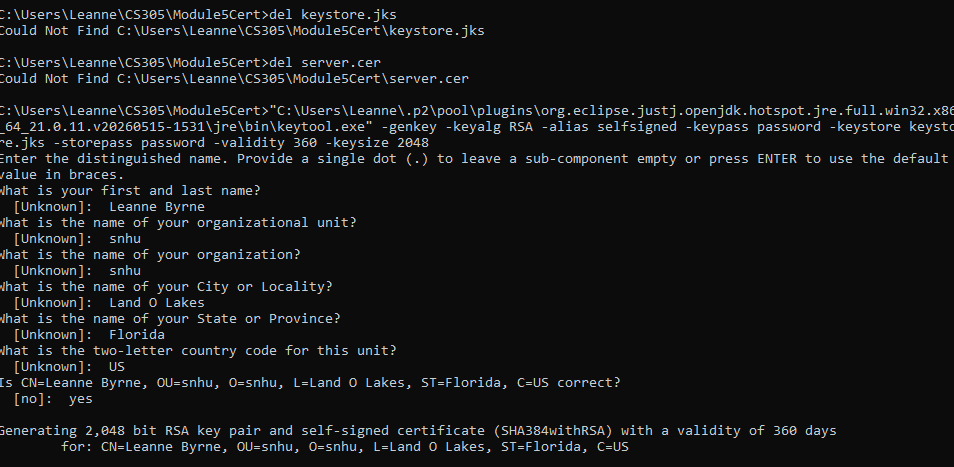 C:\Users\Leanne\CS305\Module5Cert>del keystore.jks
Could Not Find C:\Users\Leanne\CS305\Module5Cert\keystore.jks
C:\Users\Leanne\CS305\Module5Cert>del server.cer
Could Not Find C:\Users\Leanne\CS305\Module5Cert\server.cer
C:\Users\Leanne\CS305\Module5Cert>"C:\Users\Leanne\.p2\pool\plugins\org.eclipse.justj.openjdk.hotspot.jre.full.win32.x86
_64_21.0.11.v20260515-1531\jre\bin\keytool.exe" -genkey -keyalg RSA -alias selfsigned -keypass password -keystore keysto
re.jks -storepass password -validity 360 -keysize 2048
Enter the distinguished name. Provide a single dot (.) to leave a sub-component empty or press ENTER to use the default
value in braces.
What is your first and last name?
[Unknown]:  Leanne Byrne
What is the name of your organizational unit?
[Unknown]:  snhu
What is the name of your organization?
[Unknown]:  snhu
What is the name of your City or Locality?
[Unknown]:  Land O Lakes
What is the name of your State or Province?
[Unknown]:  Florida
What is the two-letter country code for this unit?
[Unknown]:  US
Is CN=Leanne Byrne, OU=snhu, O=snhu, L=Land O Lakes, ST=Florida, C=US correct?
[no]:  yes
Generating 2,048 bit RSA key pair and self-signed certificate (SHA384withRSA) with a validity of 360 days
for: CN=Leanne Byrne, OU=snhu, O=snhu, L=Land O Lakes, ST=Florida, C=US